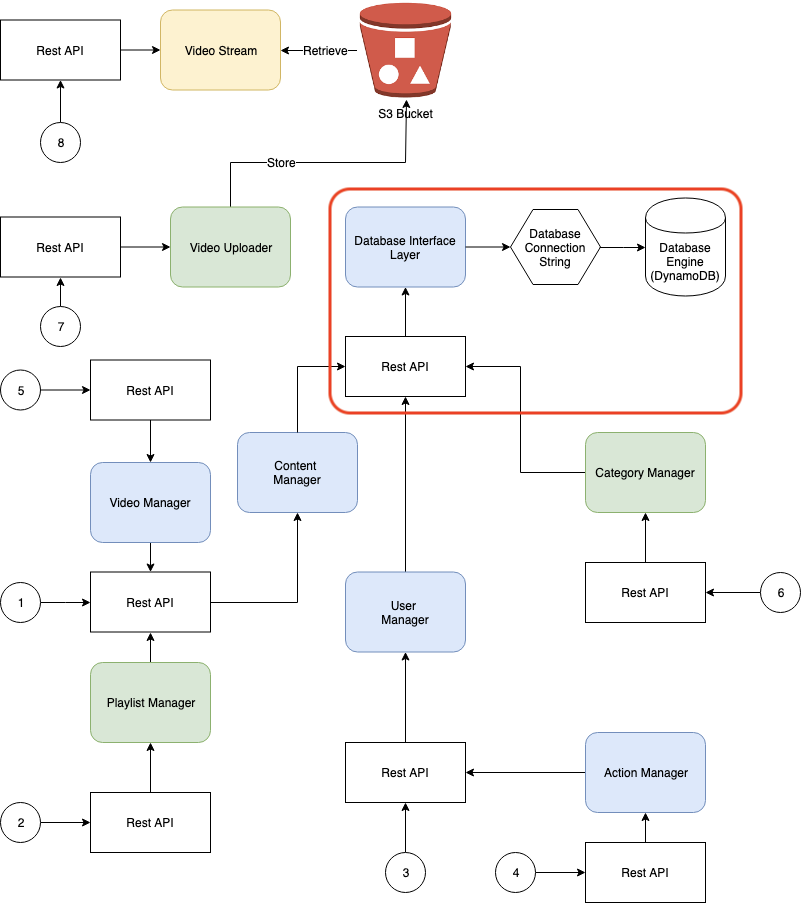 Rest API
Video Stream
Retrieve
S3 Bucket
8
Store
Rest API
Video Uploader
Database Interface
Layer
Database
Connection
String
Database
Engine
(DynamoDB)
7
Rest API
5
Rest API
Content
Manager
Category Manager
Video Manager
1
Rest API
User
Manager
Rest API
6
Playlist Manager
Rest API
Action Manager
2
Rest API
3
4
Rest API